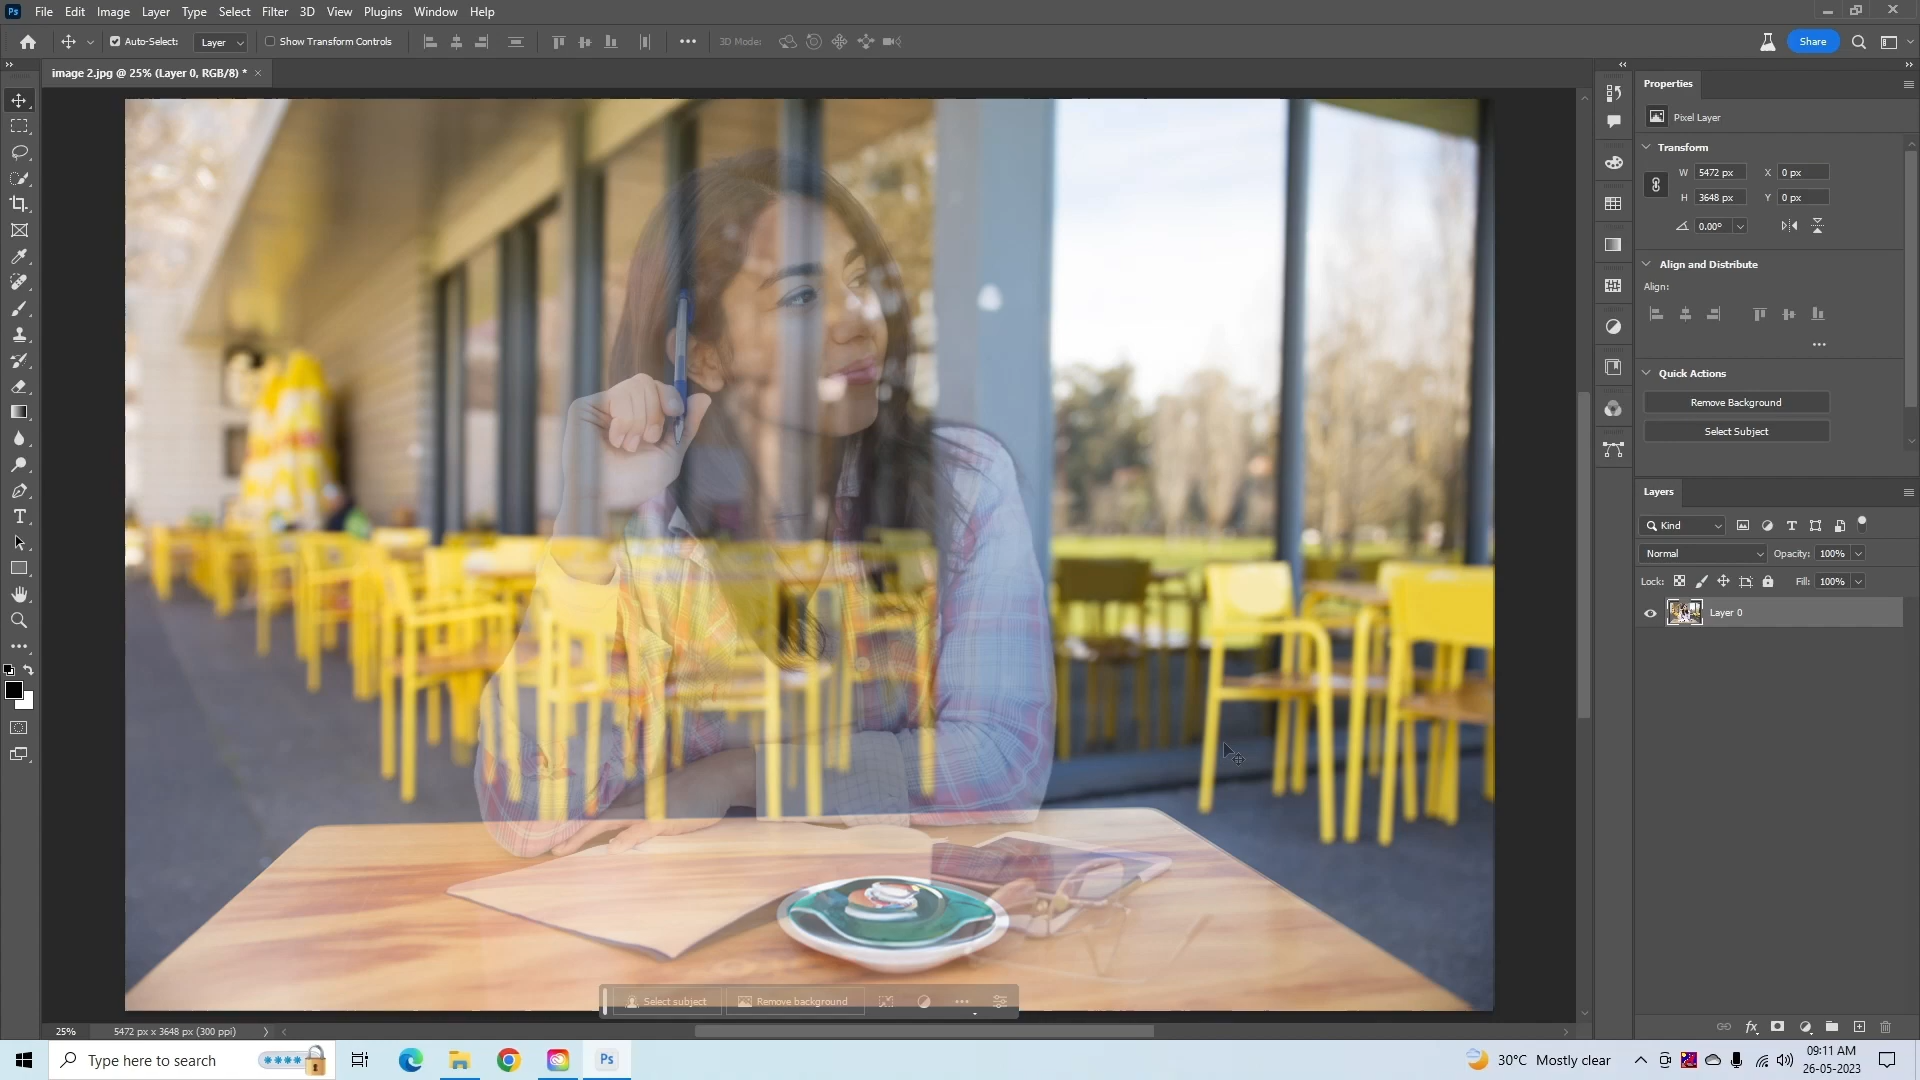 Ps File Edit Image Layer Type Select Filter 3D View Plugins Window Help
Auto-Select: Layer Show Transform Controls 3D Mode: Share
image 2.jpg @ 25% (Layer 0, RGB/8) *
Properties
Pixel Layer
Transform
W 5472 px X 0 px
H 3648 px Y 0 px
0.00°
Align and Distribute
Align:
Quick Actions
Remove Background
Select Subject
Layers
Kind
Normal Opacity: 100%
Lock: Fill: 100%
Layer 0
Select subject Remove background
25% 5472 px x 3648 px (300 ppi)
Type here to search
Ps
30°C Mostly clear
09:11 AM
26-05-2023